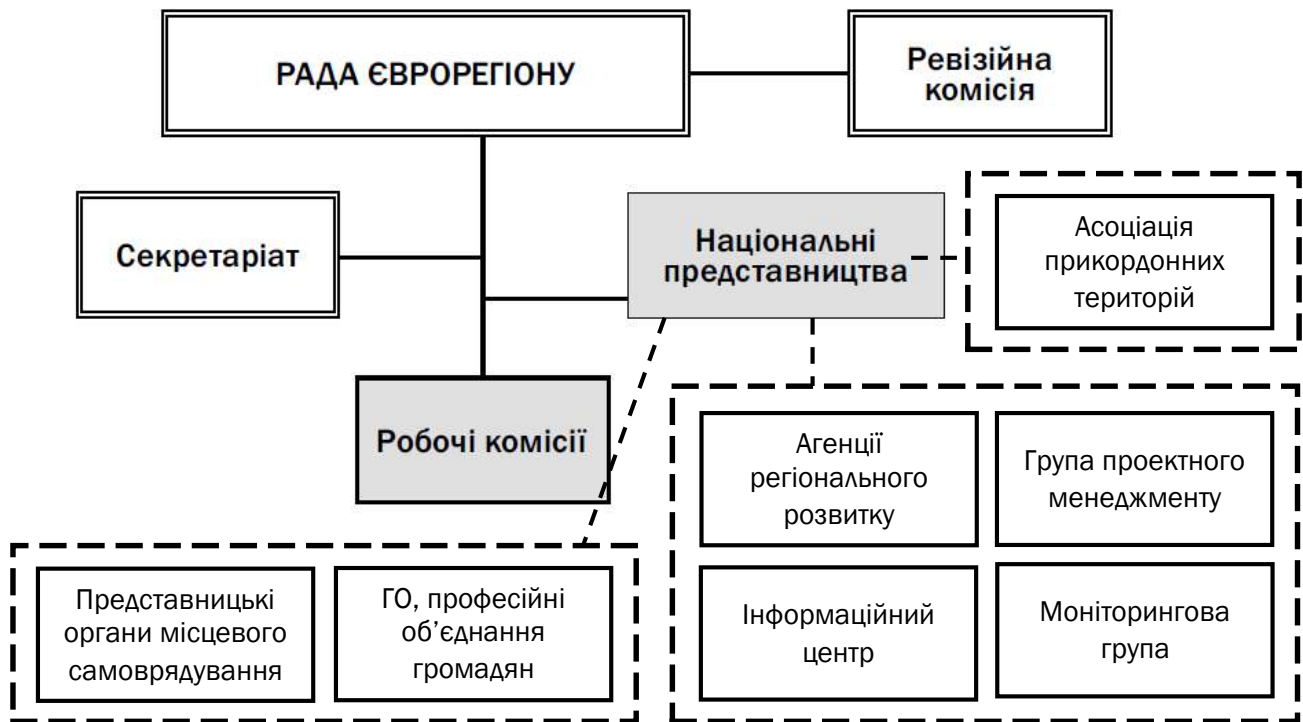 РАДА ЄВРОРЕГІОНУ
Ревізійна
комісія
Секретаріат
Національні
представництва
Асоціація
прикордонних
територій
Робочі комісії
Агенції
регіонального
розвитку
Група проектного
менеджменту
Представницькі
органи місцевого
самоврядування
ГО, професійні
об’єднання
громадян
Інформаційний
центр
Моніторингова
група